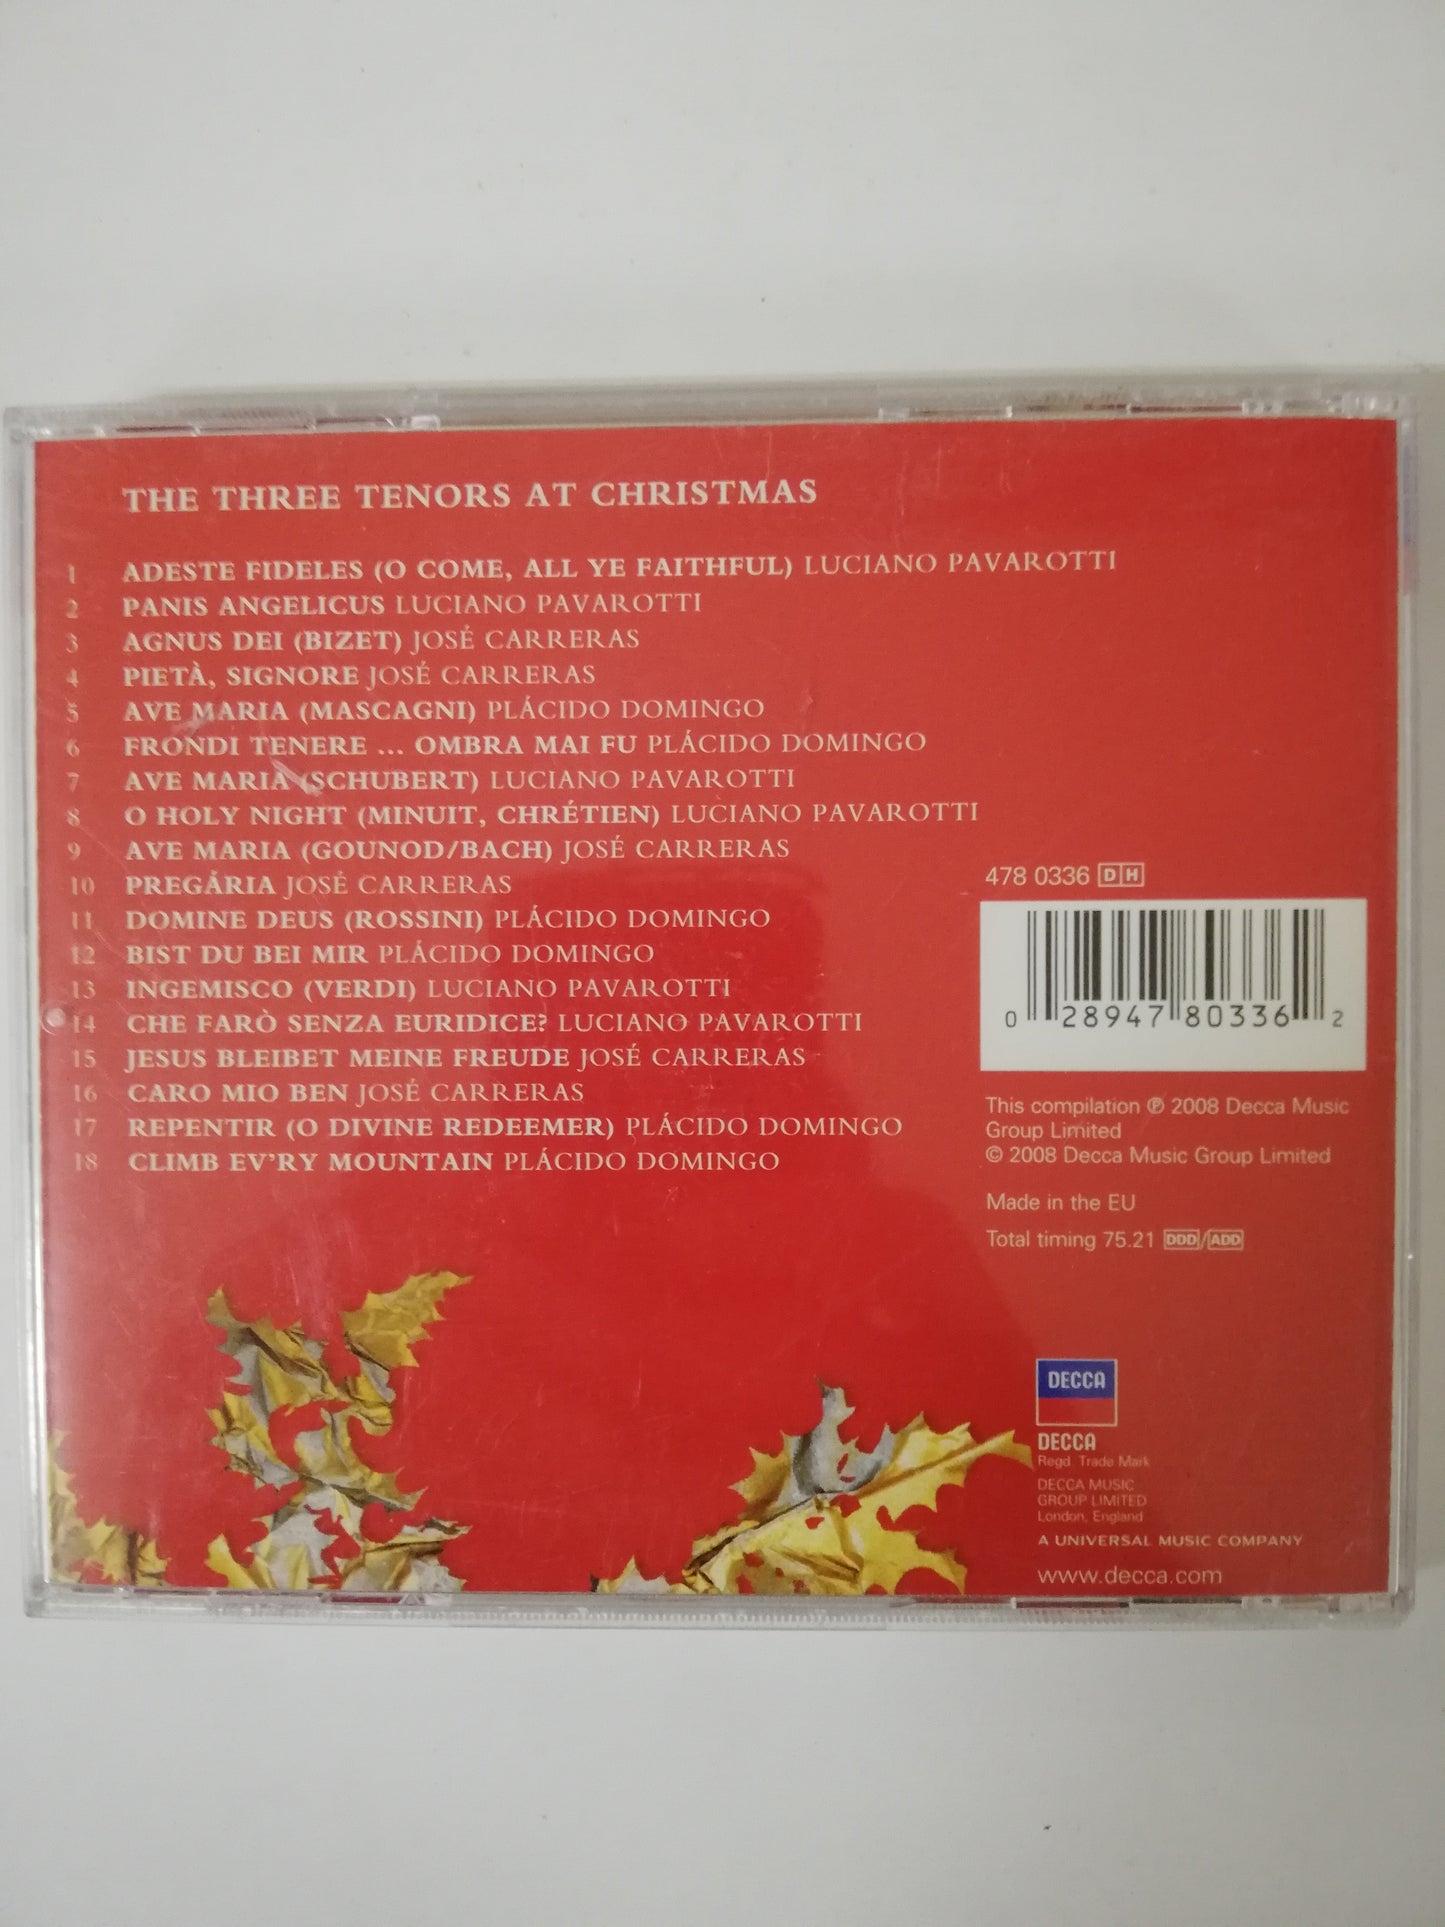 THE THREE TENORS AT CHRISTMAS
1 ADESTE FIDELES (O COME, ALL YE FAITHFUL) LUCIANO PAVAROTTI
2 PANIS ANGELICUS LUCIANO PAVAROTTI
3 AGNUS DEI (BIZET) JOSÉ CARRERAS
4 PIETÀ, SIGNORE JOSÉ CARRERAS
5 AVE MARIA (MASCAGNI) PLÁCIDO DOMINGO
6 FRONDI TENERE ... OMBRA MAI FU PLÁCIDO DOMINGO
7 AVE MARIA (SCHUBERT) LUCIANO PAVAROTTI
8 O HOLY NIGHT (MINUIT, CHRÉTIEN) LUCIANO PAVAROTTI
9 AVE MARIA (GOUNOD/BACH) JOSÉ CARRERAS
10 PREGÁRIA JOSÉ CARRERAS
11 DOMINE DEUS (ROSSINI) PLÁCIDO DOMINGO
12 BIST DU BEI MIR PLÁCIDO DOMINGO
13 INGEMISCO (VERDI) LUCIANO PAVAROTTI
14 CHE FARÒ SENZA EURIDICE? LUCIANO PAVAROTTI
15 JESUS BLEIBET MEINE FREUDE JOSÉ CARRERAS
16 CARO MIO BEN JOSÉ CARRERAS
17 REPENTIR (O DIVINE REDEEMER) PLÁCIDO DOMINGO
18 CLIMB EV'RY MOUNTAIN PLÁCIDO DOMINGO
478 0336 DH
0 28947 80336 2
This compilation ℗ 2008 Decca Music
Group Limited
© 2008 Decca Music Group Limited
Made in the EU
Total timing 75.21 DDD/ADD
DECCA
DECCA
Regd. Trade Mark
DECCA MUSIC
GROUP LIMITED
London, England
A UNIVERSAL MUSIC COMPANY
www.decca.com